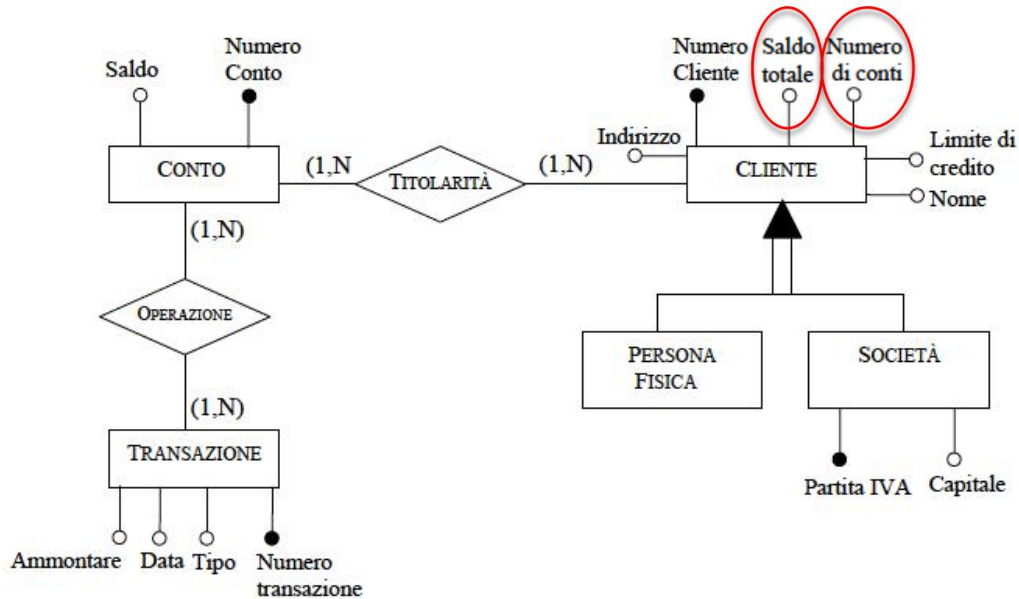 Saldo
Numero
Conto
Numero
Cliente
Saldo
totale
Numero
di conti
Indirizzo
Limite di
credito
Nome
CONTO
(1,N
TITOLARITÀ
(1,N)
CLIENTE
(1,N)
OPERAZIONE
(1,N)
PERSONA
FISICA
SOCIETÀ
TRANSAZIONE
Partita IVA
Capitale
Ammontare
Data
Tipo
Numero
transazione